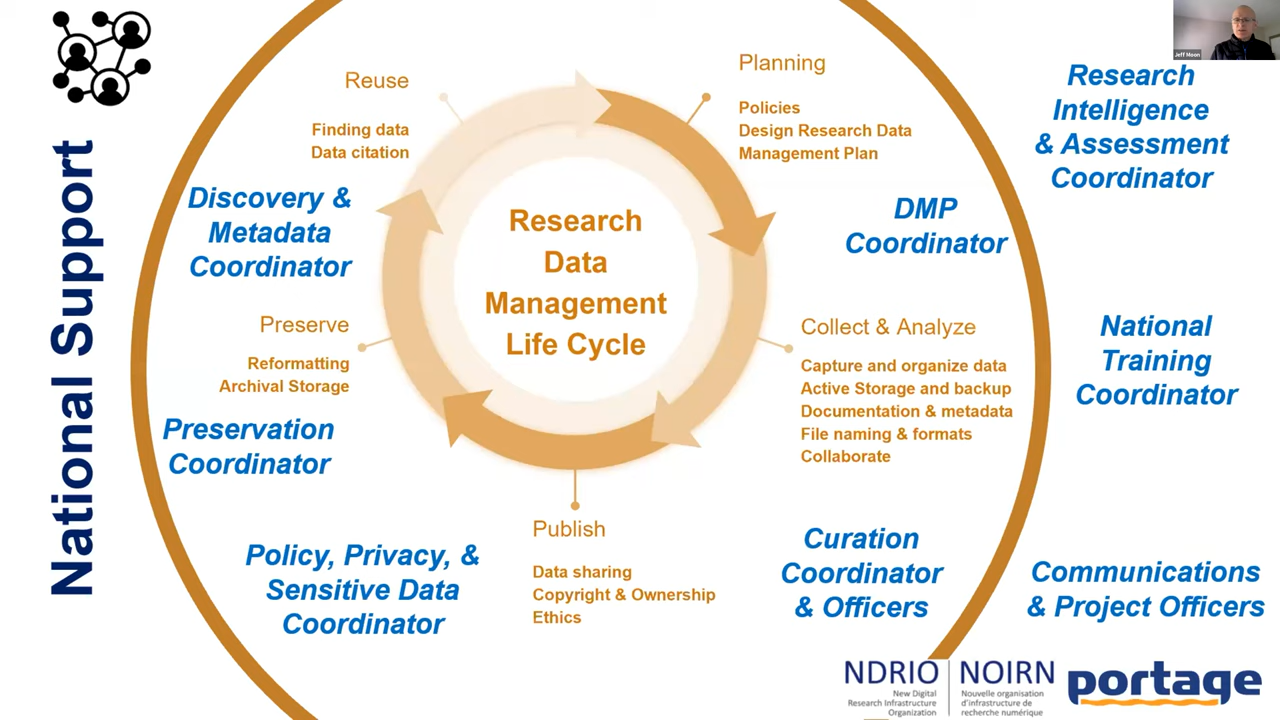 National Support
Reuse
Finding data
Data citation
Planning
Policies
Design Research Data
Management Plan
Jeff Moon
Research
Intelligence
& Assessment
Coordinator
Discovery &
Metadata
Coordinator
Research
Data
Management
Life Cycle
DMP
Coordinator
Preserve
Reformatting
Archival Storage
Collect & Analyze
Capture and organize data
Active Storage and backup
Documentation & metadata
File naming & formats
Collaborate
National
Training
Coordinator
Preservation
Coordinator
Policy, Privacy, &
Sensitive Data
Coordinator
Publish
Data sharing
Copyright & Ownership
Ethics
Curation
Coordinator
& Officers
Communications
& Project Officers
NDRIO
New Digital
Research Infrastructure
Organization
NOIRN
Nouvelle organisation
d'infrastructure de
recherche numérique
portage